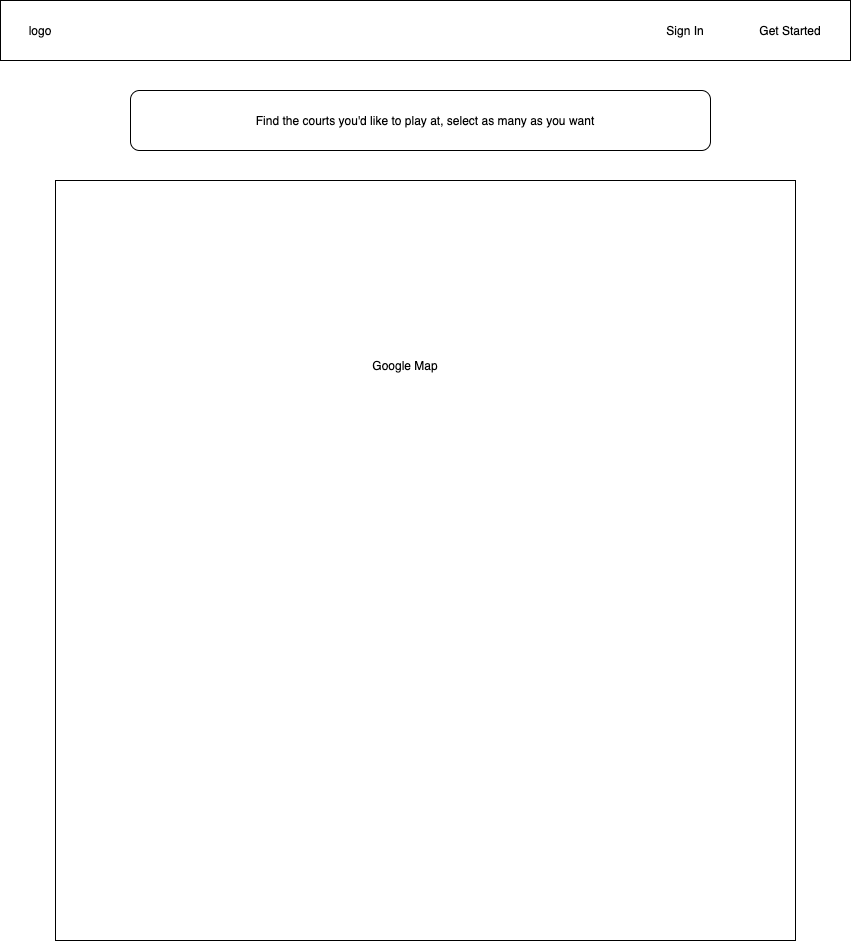 logo
Sign In
Get Started
Find the courts you'd like to play at, select as many as you want
Google Map